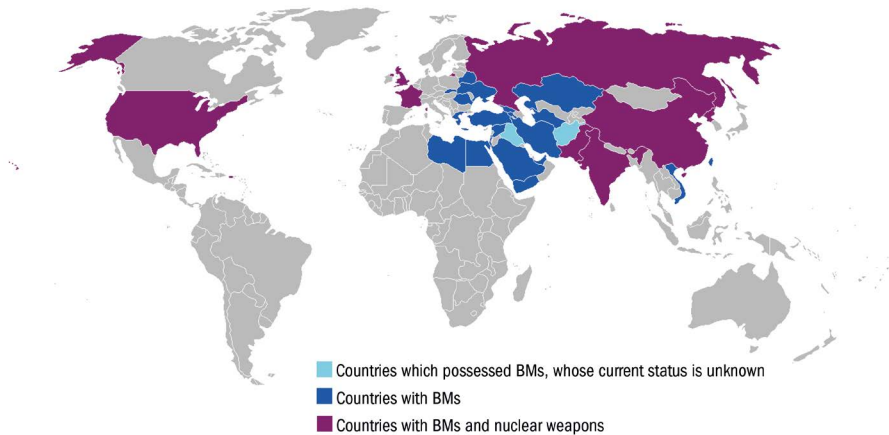 Countries which possessed BMs, whose current status is unknown
Countries with BMs
Countries with BMs and nuclear weapons